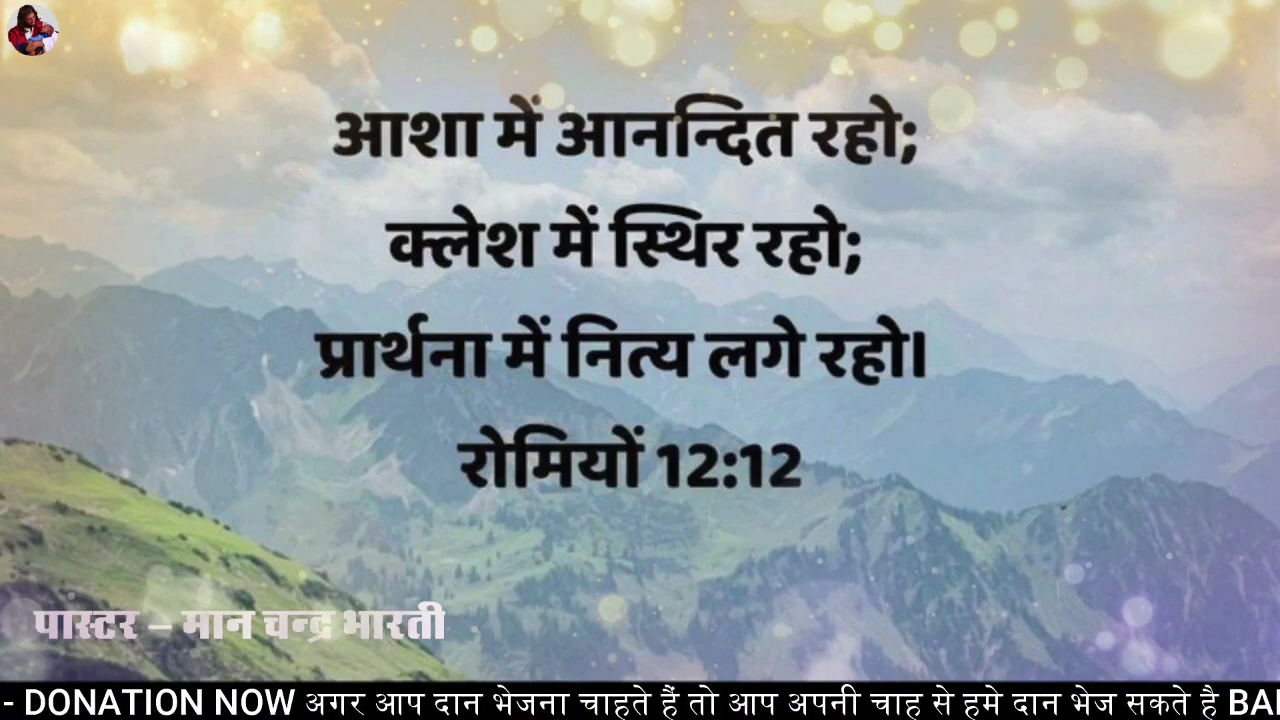 आशा में आनन्दित रहो;
क्लेश में स्थिर रहो;
प्रार्थना में नित्य लगे रहो।
रोमियों 12:12
पास्टर – मान चन्द्र भारती
- DONATION NOW अगर आप दान भेजना चाहते हैं तो आप अपनी चाह से हमे दान भेज सकते है